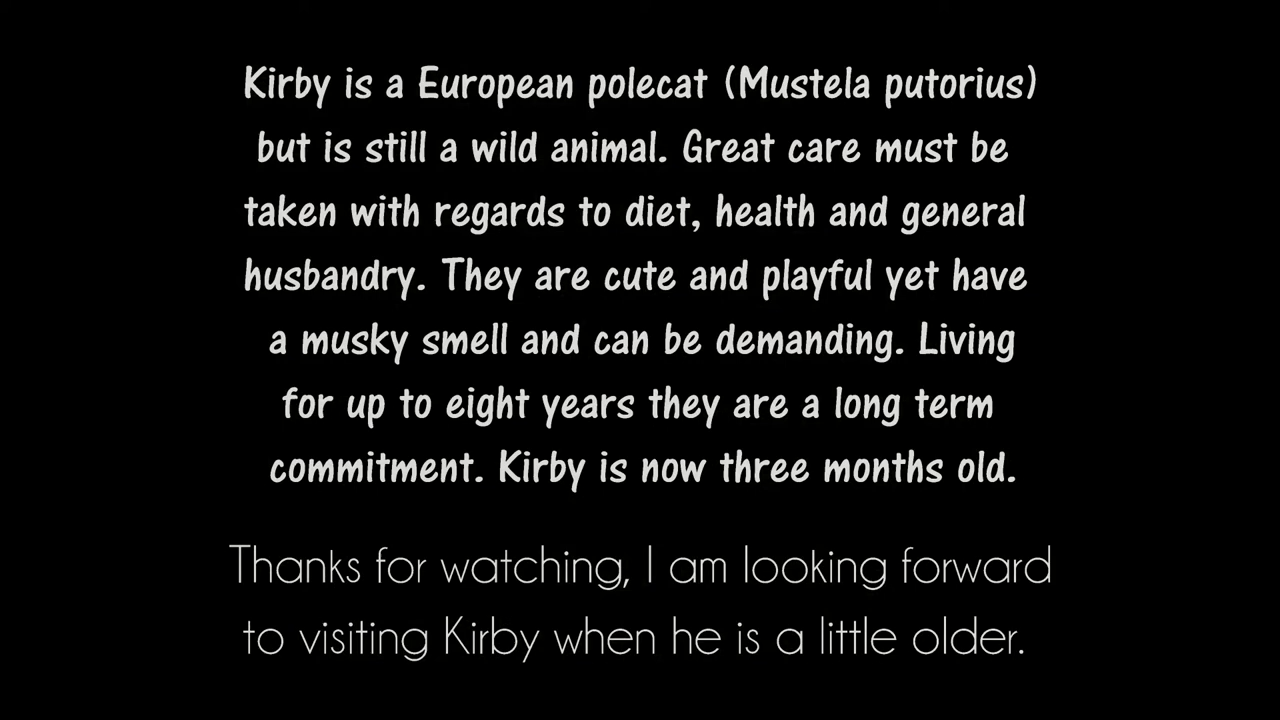 Kirby is a European polecat (Mustela putorius)
but is still a wild animal. Great care must be
taken with regards to diet, health and general
husbandry. They are cute and playful yet have
a musky smell and can be demanding. Living
for up to eight years they are a long term
commitment. Kirby is now three months old.
Thanks for watching, I am looking forward
to visiting Kirby when he is a little older.